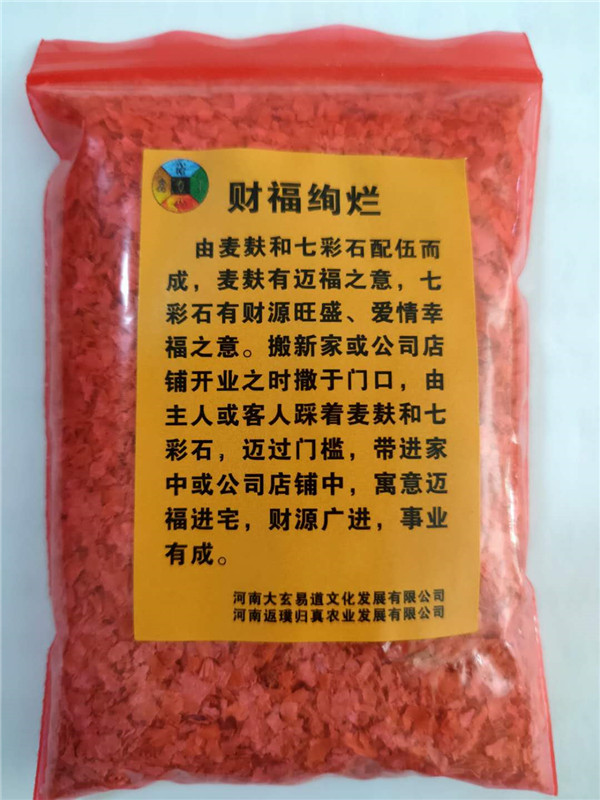 财福绚烂
由麦麸和七彩石配伍而
成，麦麸有迈福之意，七
彩石有财源旺盛、爱情幸
福之意。搬新家或公司店
铺开业之时撒于门口，由
主人或客人踩着麦麸和七
彩石，迈过门槛，带进家
中或公司店铺中，寓意迈
福进宅，财源广进，事业
有成。
河南大玄易道文化发展有限公司
河南返璞归真农业发展有限公司